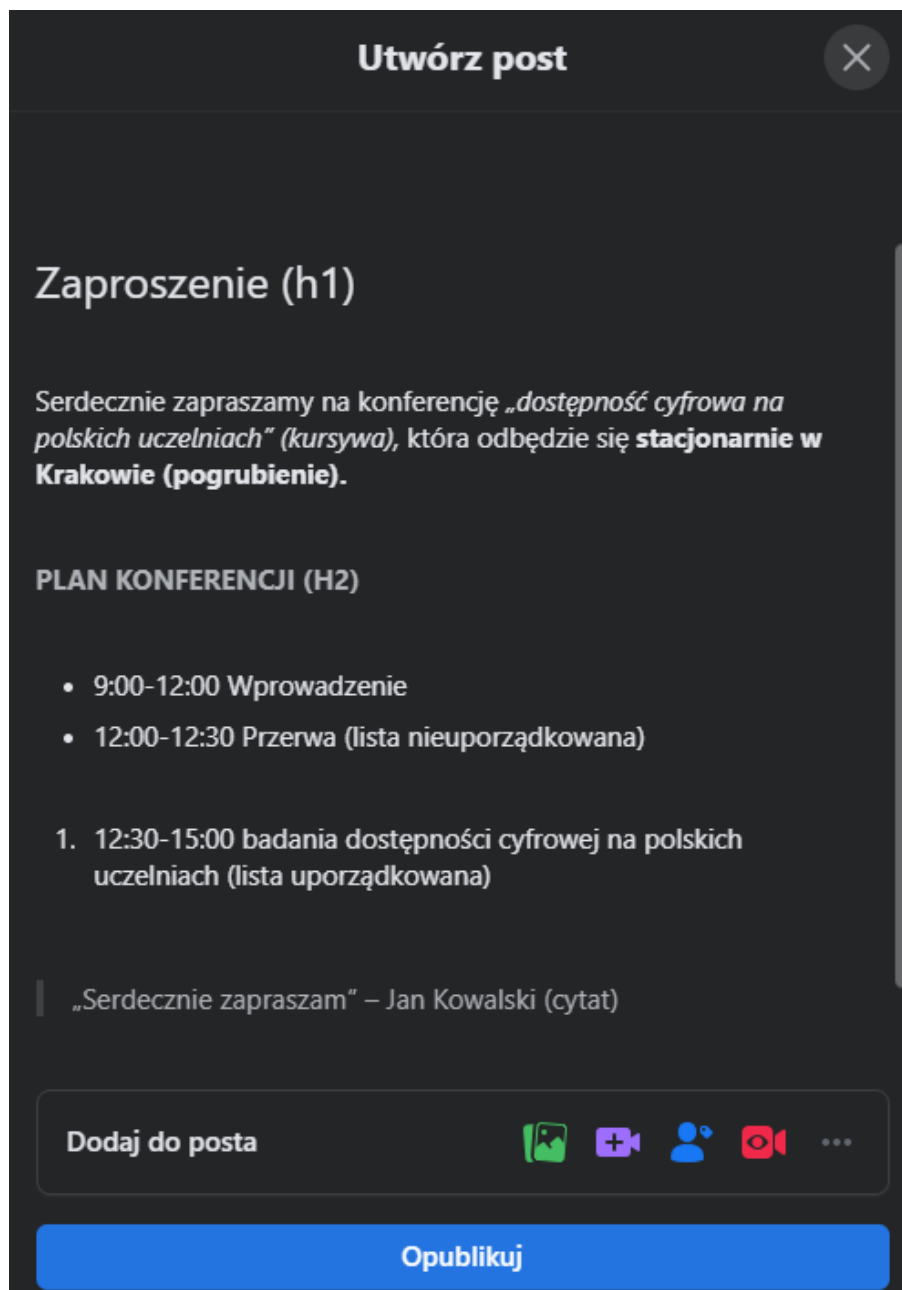 Utwórz post
Zaproszenie (h1)
Serdecznie zapraszamy na konferencję „dostępność cyfrowa na
polskich uczelniach” (kursywa), która odbędzie się stacjonarnie w
Krakowie (pogrubienie).
PLAN KONFERENCJI (H2)
• 9:00-12:00 Wprowadzenie
• 12:00-12:30 Przerwa (lista nieuporządkowana)
1. 12:30-15:00 badania dostępności cyfrowej na polskich
uczelniach (lista uporządkowana)
„Serdecznie zapraszam” – Jan Kowalski (cytat)
Dodaj do posta
Opublikuj